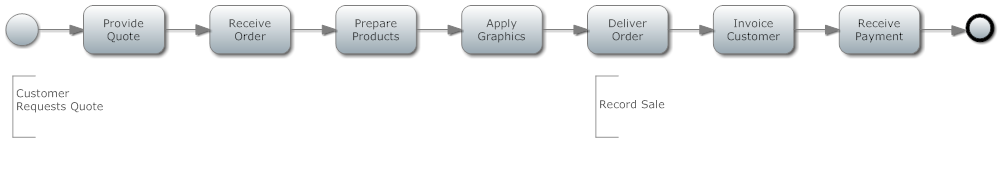 Provide
Quote
Receive
Order
Prepare
Products
Apply
Graphics
Deliver
Order
Invoice
Customer
Receive
Payment
Customer
Requests Quote
Record Sale